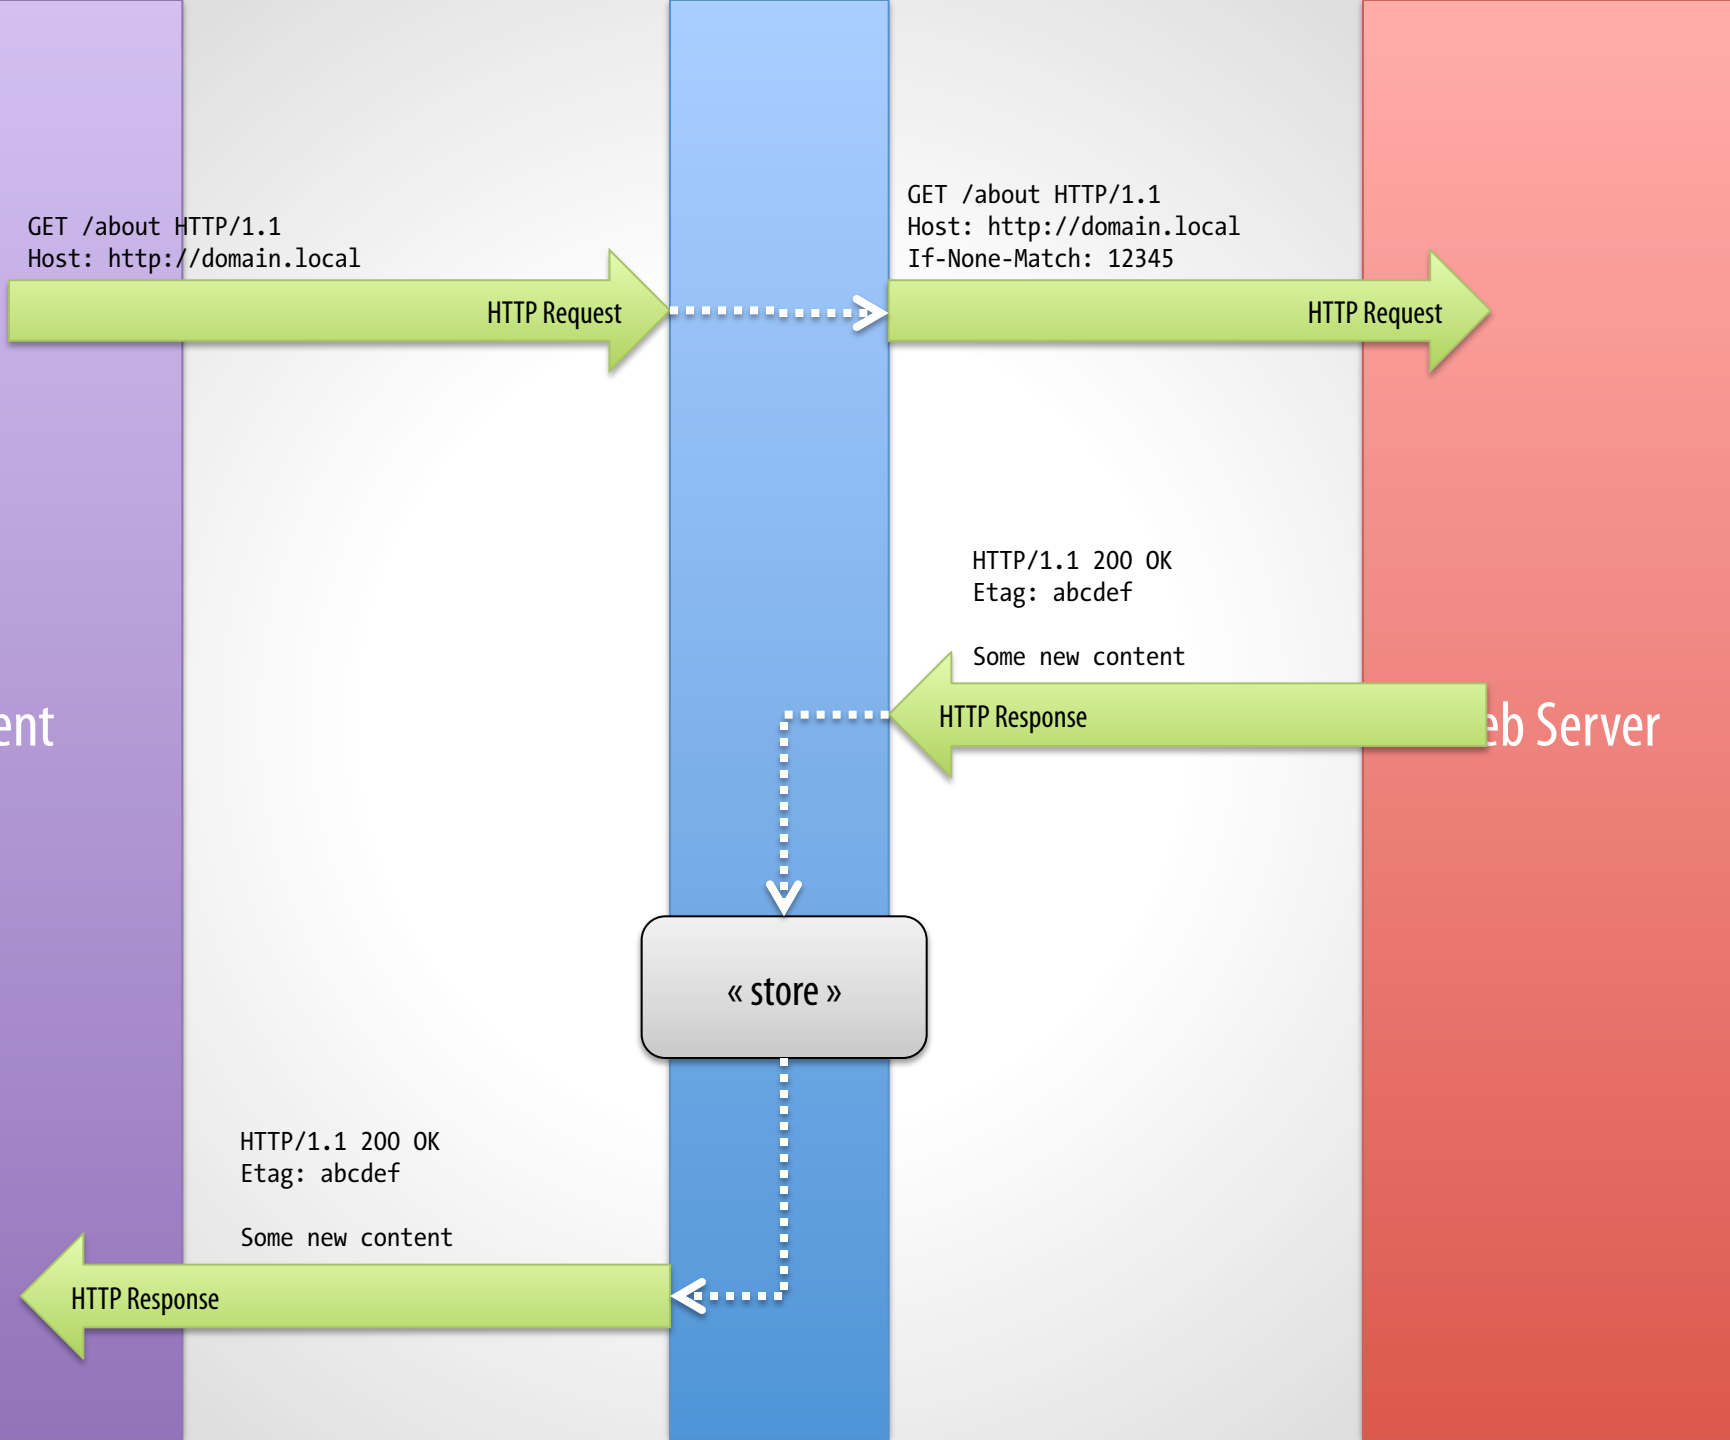 GET /about HTTP/1.1
Host: http://domain.local
HTTP Request
GET /about HTTP/1.1
Host: http://domain.local
If-None-Match: 12345
HTTP Request
HTTP/1.1 200 OK
Etag: abcdef
Some new content
HTTP Response
ent
eb Server
« store »
HTTP/1.1 200 OK
Etag: abcdef
Some new content
HTTP Response